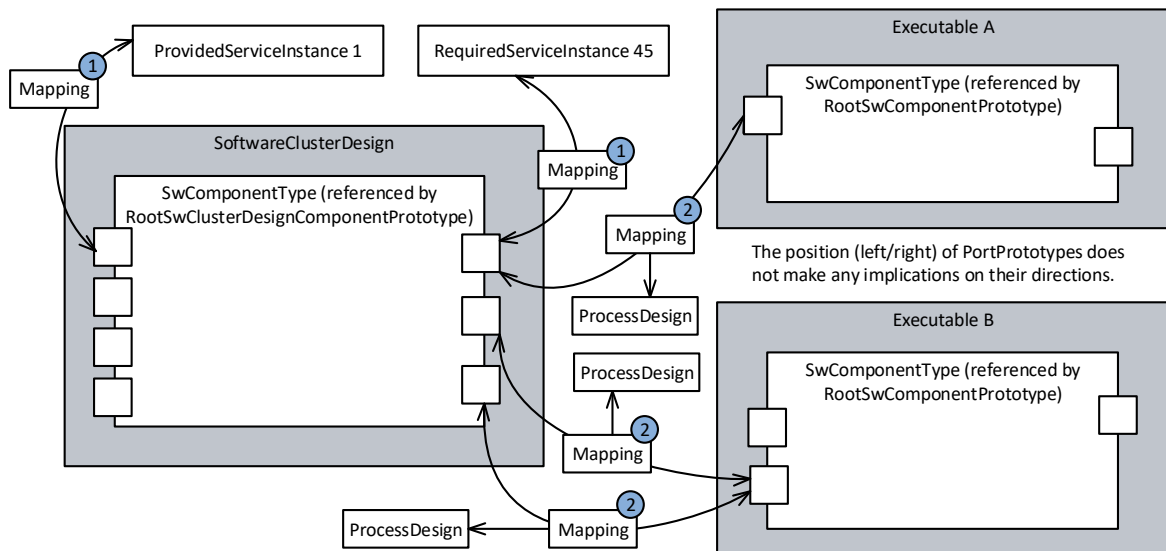 ProvidedServiceInstance 1
RequiredServiceInstance 45
Executable A
1
Mapping
SwComponentType (referenced by
RootSwComponentPrototype)
SoftwareClusterDesign
1
Mapping
SwComponentType (referenced by
RootSwClusterDesignComponentPrototype)
2
Mapping
The position (left/right) of PortPrototypes does
not make any implications on their directions.
ProcessDesign
Executable B
ProcessDesign
SwComponentType (referenced by
RootSwComponentPrototype)
2
Mapping
2
Mapping
ProcessDesign